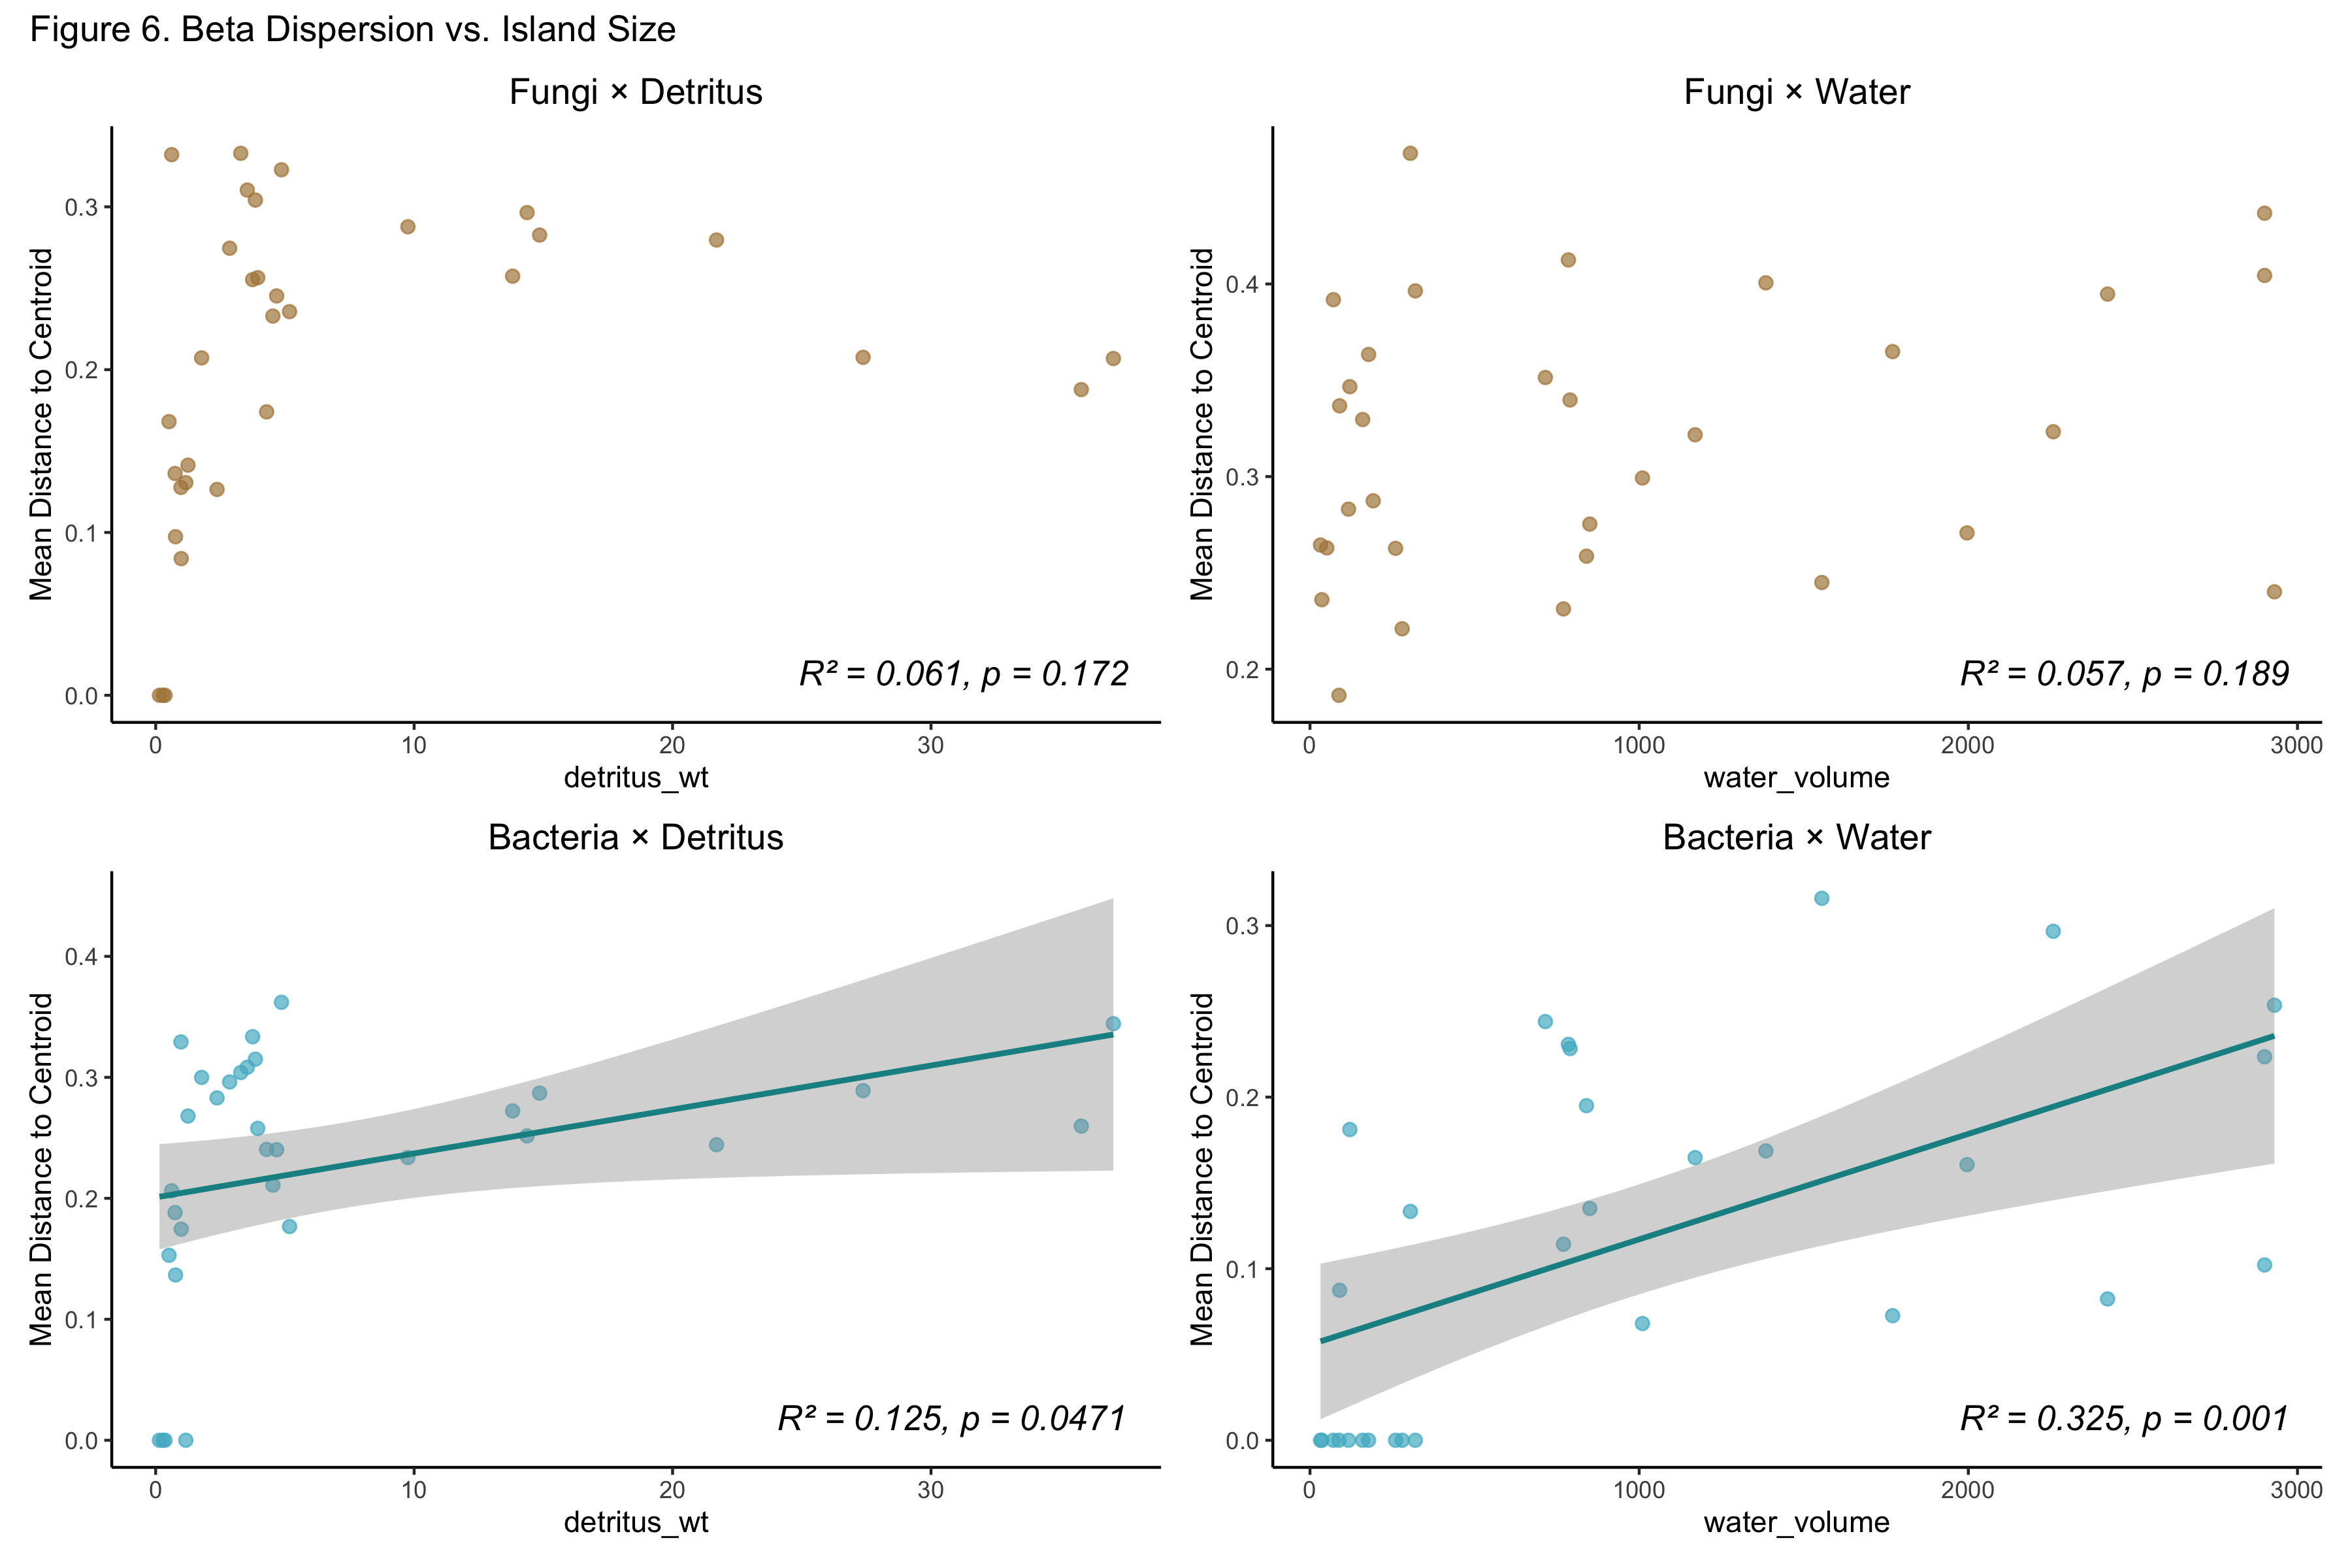 Figure 6. Beta Dispersion vs. Island Size
Fungi × Detritus
Mean Distance to Centroid
0.3
0.2
0.1
0.0
R² = 0.061, p = 0.172
0 10 20 30
detritus_wt
Fungi × Water
Mean Distance to Centroid
0.4
0.3
0.2
R² = 0.057, p = 0.189
0 1000 2000 3000
water_volume
Bacteria × Detritus
Mean Distance to Centroid
0.4
0.3
0.2
0.1
0.0
R² = 0.125, p = 0.0471
0 10 20 30
detritus_wt
Bacteria × Water
Mean Distance to Centroid
0.3
0.2
0.1
0.0
R² = 0.325, p = 0.001
0 1000 2000 3000
water_volume